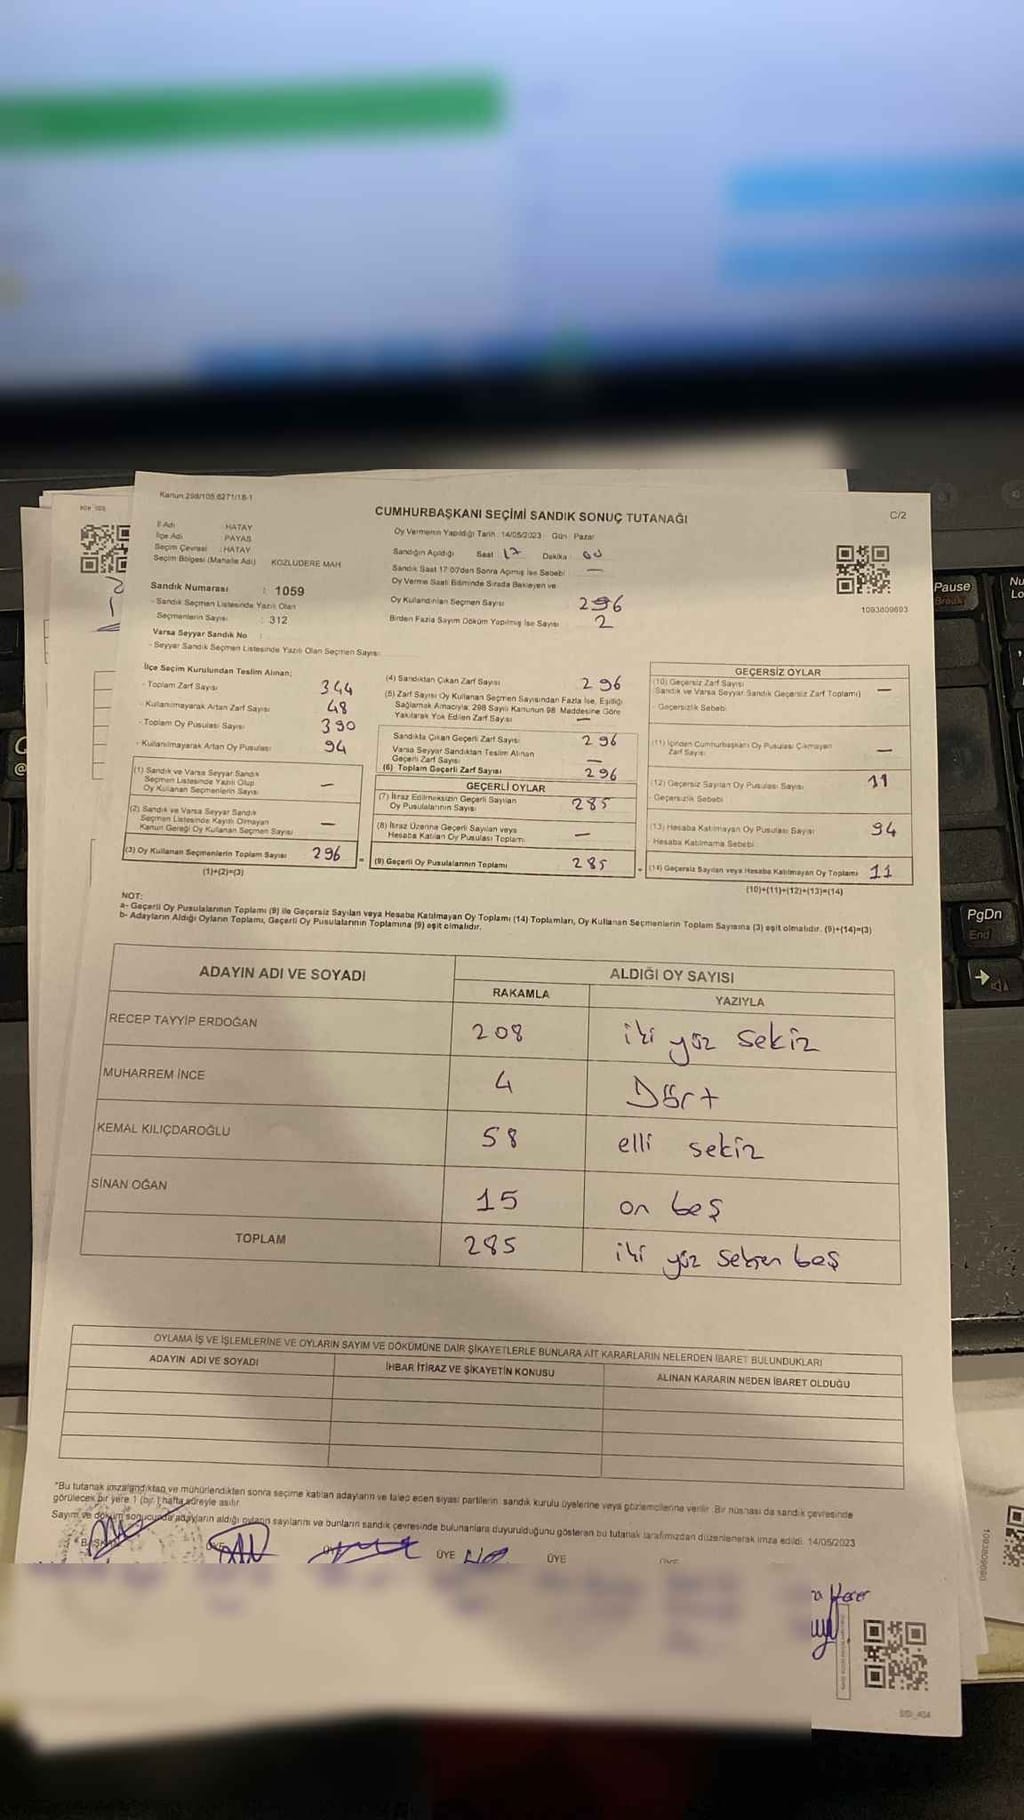 Kanun 298/105 6271/18-1
CUMHURBAŞKANI SEÇİMİ SANDIK SONUÇ TUTANAĞI
C/2
İl Adı : HATAY
İlçe Adı : PAYAS
Seçim Çevresi : HATAY
Seçim Bölgesi (Mahalle Adı) KOZLUDERE MAH
Oy Vermenin Yapıldığı Tarih : 14/05/2023 Gün : Pazar
Sandığın Açıldığı Saat 17 Dakika 00
Sandık Saat 17:00'den Sonra Açılmış İse Sebebi —
Oy Verme Saati Bitiminde Sırada Bekleyen ve
Oy Kullandırılan Seçmen Sayısı 296
Birden Fazla Sayım Döküm Yapılmış İse Sayısı 2
1093809693
Sandık Numarası : 1059
- Sandık Seçmen Listesinde Yazılı Olan
Seçmenlerin Sayısı : 312
Varsa Seyyar Sandık No :
- Seyyar Sandık Seçmen Listesinde Yazılı Olan Seçmen Sayısı:
İlçe Seçim Kurulundan Teslim Alınan;
- Toplam Zarf Sayısı 344
- Kullanılmayarak Artan Zarf Sayısı 48
- Toplam Oy Pusulası Sayısı 390
- Kullanılmayarak Artan Oy Pusulası 94
(1) Sandık ve Varsa Seyyar Sandık
Seçmen Listesinde Yazılı Olup
Oy Kullanan Seçmenlerin Sayısı —
(2) Sandık ve Varsa Seyyar Sandık
Seçmen Listesinde Kayıtlı Olmayan
Kanun Gereği Oy Kullanan Seçmen Sayısı —
(3) Oy Kullanan Seçmenlerin Toplam Sayısı 296
(1)+(2)=(3)
(4) Sandıktan Çıkan Zarf Sayısı 296
(5) Zarf Sayısı Oy Kullanan Seçmen Sayısından Fazla İse, Eşitliği
Sağlamak Amacıyla; 298 Sayılı Kanunun 98. Maddesine Göre
Yakılarak Yok Edilen Zarf Sayısı —
Sandıkta Çıkan Geçerli Zarf Sayısı 296
Varsa Seyyar Sandıktan Teslim Alınan
Geçerli Zarf Sayısı —
(6) Toplam Geçerli Zarf Sayısı 296
GEÇERLİ OYLAR
(7) İtiraz Edilmeksizin Geçerli Sayılan
Oy Pusulalarının Sayısı 285
(8) İtiraz Üzerine Geçerli Sayılan veya
Hesaba Katılan Oy Pusulası Toplamı —
(9) Geçerli Oy Pusulalarının Toplamı 285
GEÇERSİZ OYLAR
(10) Geçersiz Zarf Sayısı
Sandık ve Varsa Seyyar Sandık Geçersiz Zarf Toplamı) —
- Geçersizlik Sebebi:
(11) İçinden Cumhurbaşkanı Oy Pusulası Çıkmayan
Zarf Sayısı —
(12) Geçersiz Sayılan Oy Pusulası Sayısı 11
Geçersizlik Sebebi
(13) Hesaba Katılmayan Oy Pusulası Sayısı 94
Hesaba Katılmama Sebebi
(14) Geçersiz Sayılan veya Hesaba Katılmayan Oy Toplamı 11
(10)+(11)+(12)+(13)=(14)
NOT:
a- Geçerli Oy Pusulalarının Toplamı (9) ile Geçersiz Sayılan veya Hesaba Katılmayan Oy Toplamı (14) Toplamları, Oy Kullanan Seçmenlerin Toplam Sayısına (3) eşit olmalıdır. (9)+(14)=(3)
b- Adayların Aldığı Oyların Toplamı, Geçerli Oy Pusulalarının Toplamına (9) eşit olmalıdır.
ADAYIN ADI VE SOYADI
ALDIĞI OY SAYISI
RAKAMLA YAZIYLA
RECEP TAYYİP ERDOĞAN 208 iki yüz sekiz
MUHARREM İNCE 4 Dört
KEMAL KILIÇDAROĞLU 58 elli sekiz
SİNAN OĞAN 15 on beş
TOPLAM 285 iki yüz seksen beş
OYLAMA İŞ VE İŞLEMLERİNE VE OYLARIN SAYIM VE DÖKÜMÜNE DAİR ŞİKAYETLERLE BUNLARA AİT KARARLARIN NELERDEN İBARET BULUNDUKLARI
ADAYIN ADI VE SOYADI İHBAR İTİRAZ VE ŞİKAYETİN KONUSU ALINAN KARARIN NEDEN İBARET OLDUĞU
*Bu tutanak imzalandıktan ve mühürlendikten sonra seçime katılan adayların ve talep eden siyasi partilerin sandık kurulu üyelerine veya gözlemcilerine verilir. Bir nüshası da sandık çevresinde
görülecek bir yere 1 (bir) hafta süreyle asılır.
Sayım ve döküm sonucunda adayların aldığı oyların sayılarını ve bunların sandık çevresinde bulunanlara duyurulduğunu gösteren bu tutanak tarafımızdan düzenlenerek imza edildi. 14/05/2023
BAŞKAN ÜYE ÜYE ÜYE ÜYE
Pause
Break
PgDn
End